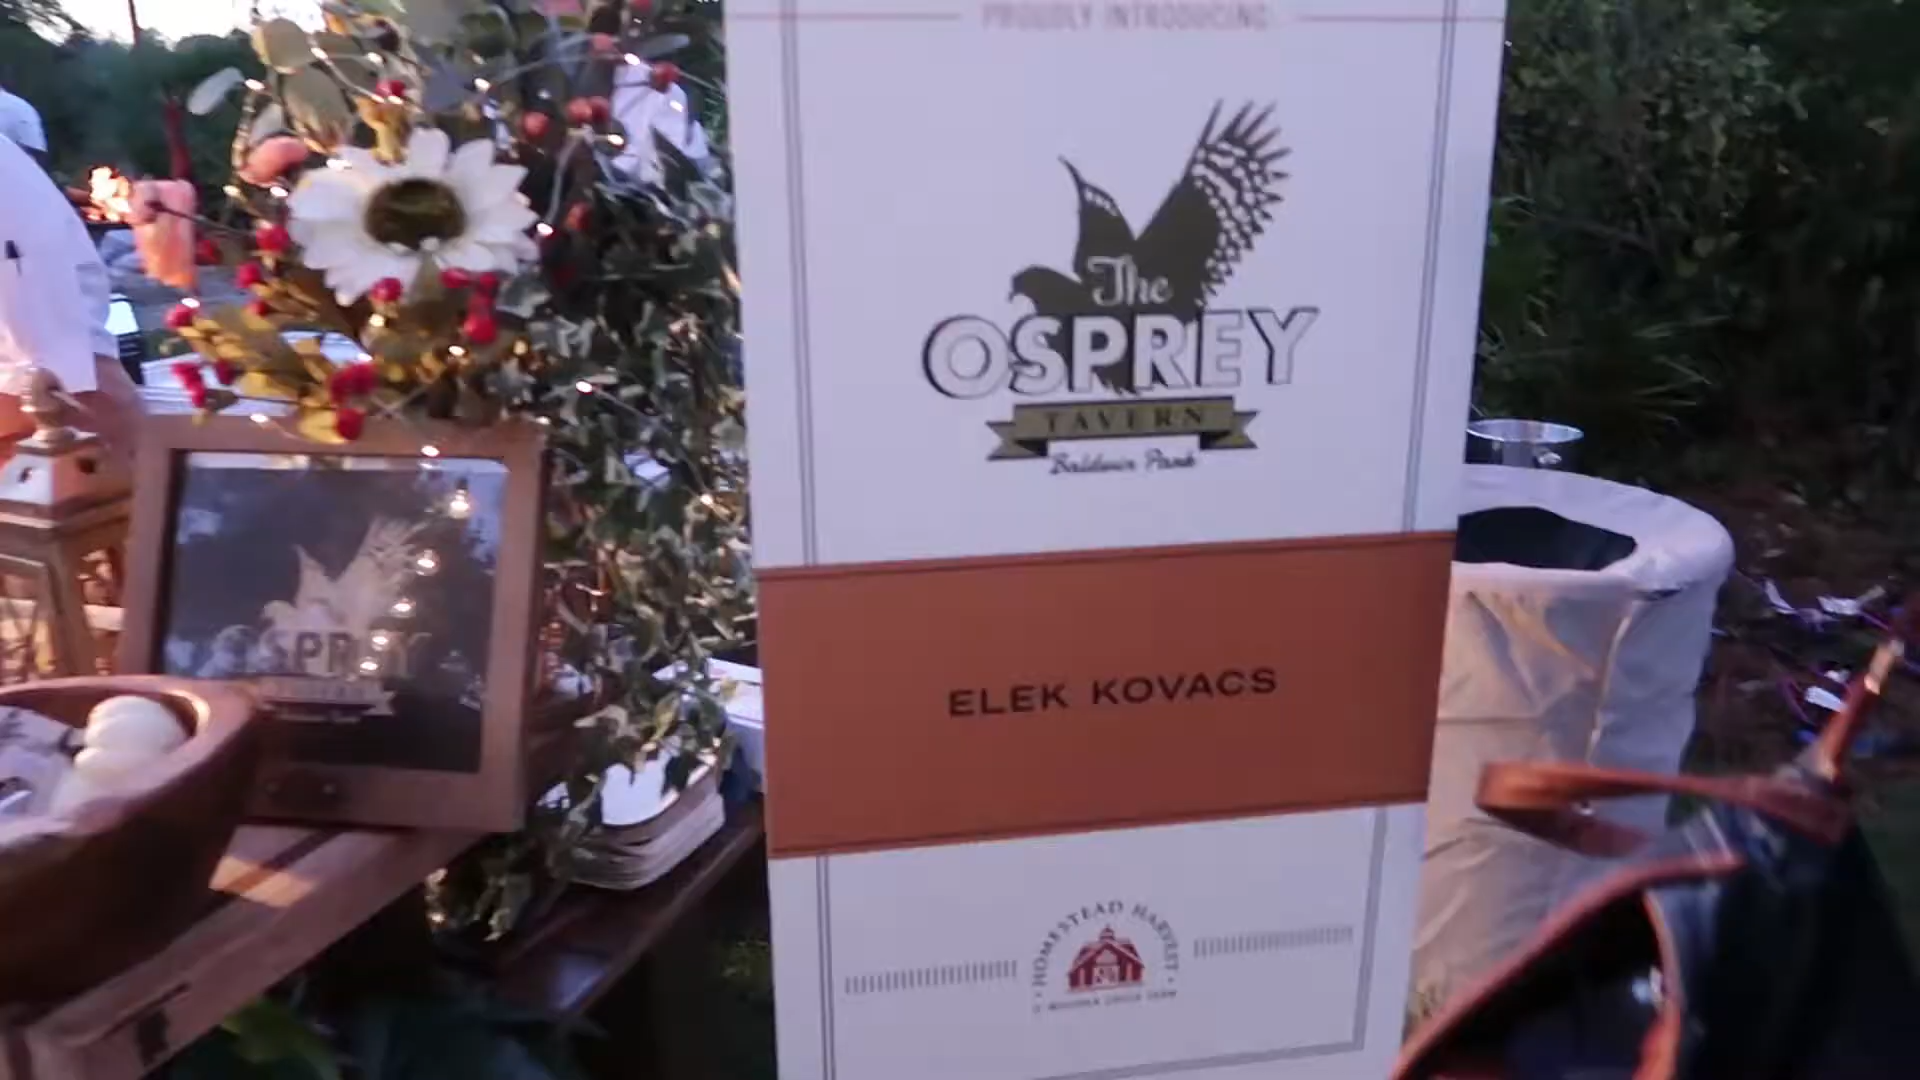 PROUDLY INTRODUCING
The
OSPREY
TAVERN
Baldwin Park
ELEK KOVACS
HOMESTEAD HARVEST
OSPREY